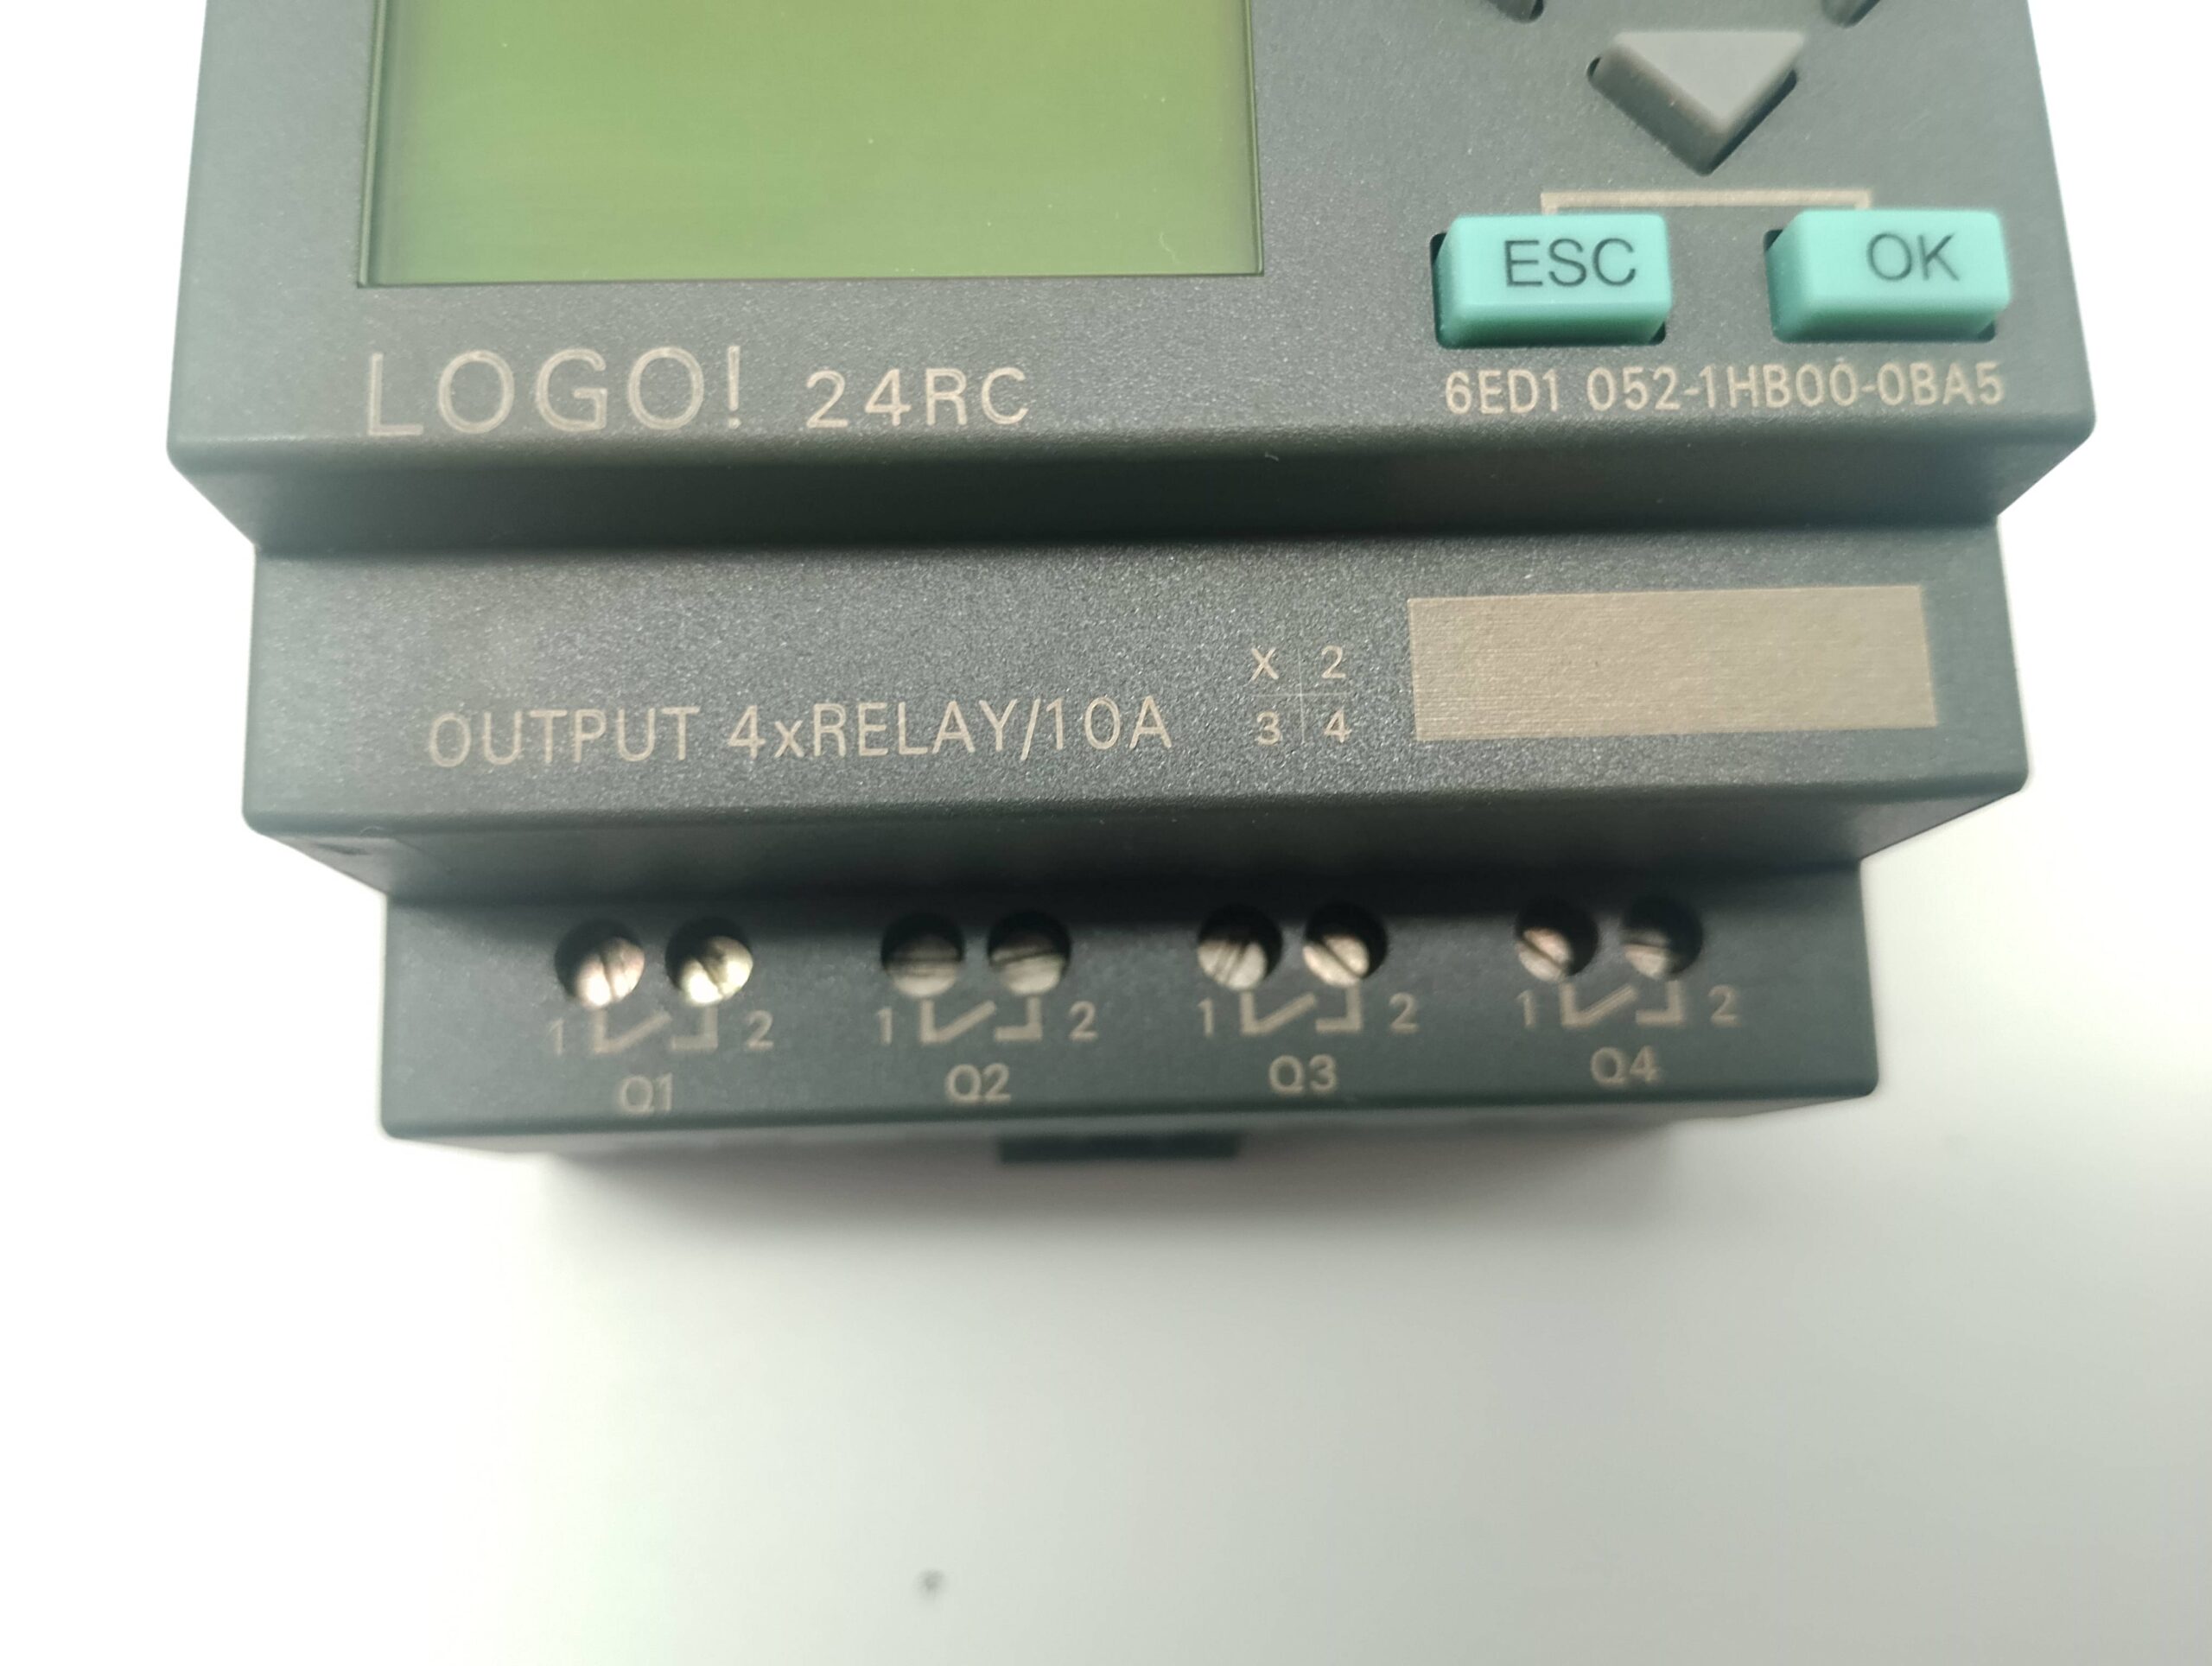 ESC OK
LOGO! 24RC
6ED1 052-1HB00-0BA5
OUTPUT 4xRELAY/10A
X 2
3 4
1 2 1 2 1 2 1 2
Q1 Q2 Q3 Q4